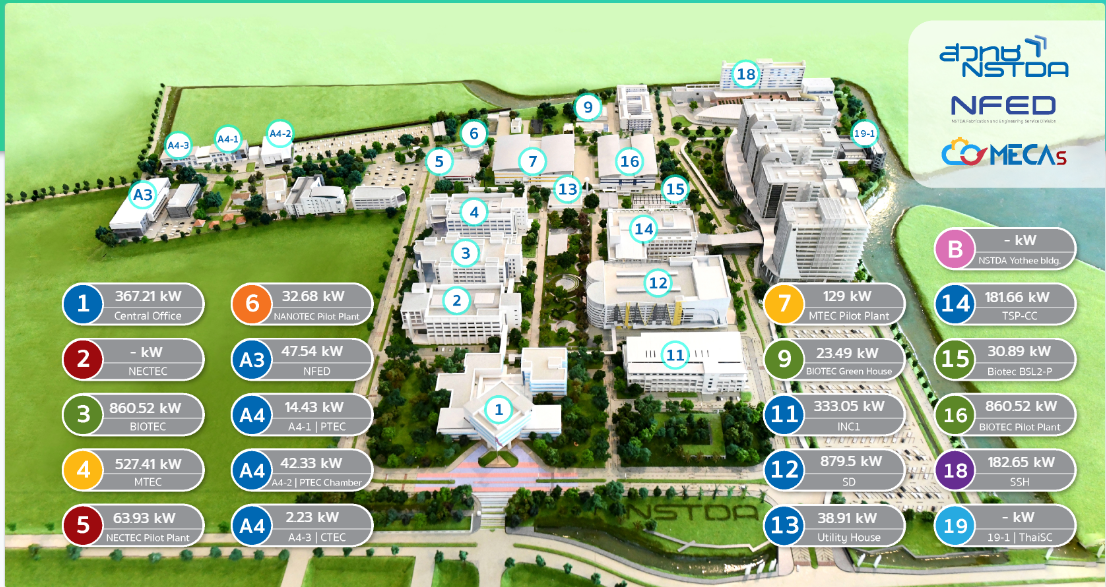 สวทช
NSTDA
NFED
MECAs
18
9
6
A4-2
A4-1
A4-3
19-1
5
7
16
A3
13
15
4
14
3
12
2
11
1
NSTDA
1
367.21 kW
Central Office
2
- kW
NECTEC
3
860.52 kW
BIOTEC
4
527.41 kW
MTEC
5
63.93 kW
NECTEC Pilot Plant
6
32.68 kW
NANOTEC Pilot Plant
A3
47.54 kW
NFED
A4
14.43 kW
A4-1 | PTEC
A4
42.33 kW
A4-2 | PTEC Chamber
A4
2.23 kW
A4-3 | CTEC
7
129 kW
MTEC Pilot Plant
9
23.49 kW
BIOTEC Green House
11
333.05 kW
INC1
12
879.5 kW
SD
13
38.91 kW
Utility House
B
- kW
NSTDA Yothee bldg.
14
181.66 kW
TSP-CC
15
30.89 kW
Biotec BSL2-P
16
860.52 kW
BIOTEC Pilot Plant
18
182.65 kW
SSH
19
- kW
19-1 | ThaiSC